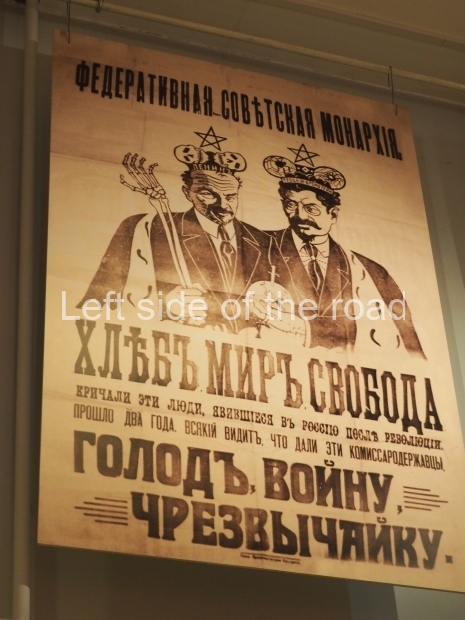 ФЕДЕРАТИВНАЯ СОВѢТСКАЯ МОНАРХІЯ.
ЛЕНИНЪ
Left side of the road
ХЛѢБЪ, МИРЪ, СВОБОДА
КРИЧАЛИ ЭТИ ЛЮДИ, ЯВИВШІЕСЯ ВЪ РОССІЮ ПОСЛѢ РЕВОЛЮЦІИ.
ПРОШЛО ДВА ГОДА. ВСЯКІЙ ВИДИТЪ, ЧТО ДАЛИ ЭТИ КОМИССАРОДЕРЖАВЦЫ.
ГОЛОДЪ, ВОЙНУ,
ЧРЕЗВЫЧАЙКУ.